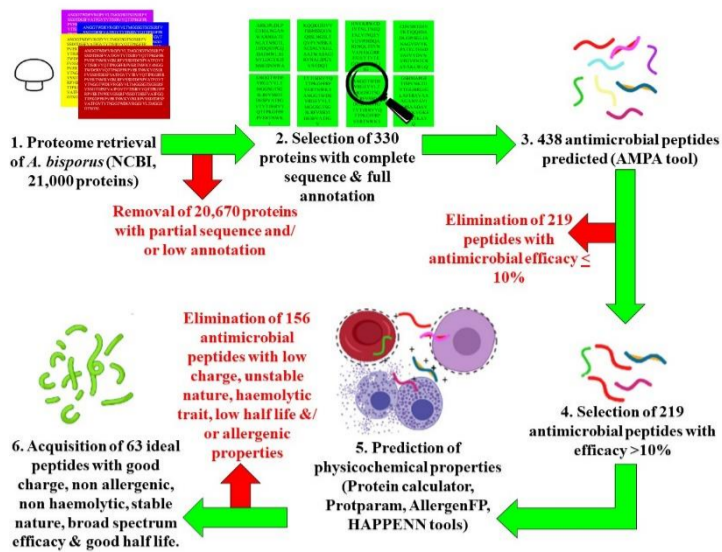 1. Proteome retrieval
of A. bisporus (NCBI,
21,000 proteins)
2. Selection of 330
proteins with complete
sequence & full
annotation
3. 438 antimicrobial peptides
predicted (AMPA tool)
Removal of 20,670 proteins
with partial sequence and/
or low annotation
Elimination of 219
peptides with
antimicrobial efficacy ≤
10%
4. Selection of 219
antimicrobial peptides with
efficacy >10%
5. Prediction of
physicochemical properties
(Protein calculator,
Protparam, AllergenFP,
HAPPENN tools)
Elimination of 156
antimicrobial
peptides with low
charge, unstable
nature, haemolytic
trait, low half life &/
or allergenic
properties
6. Acquisition of 63 ideal
peptides with good
charge, non allergenic,
non haemolytic, stable
nature, broad spectrum
efficacy & good half life.